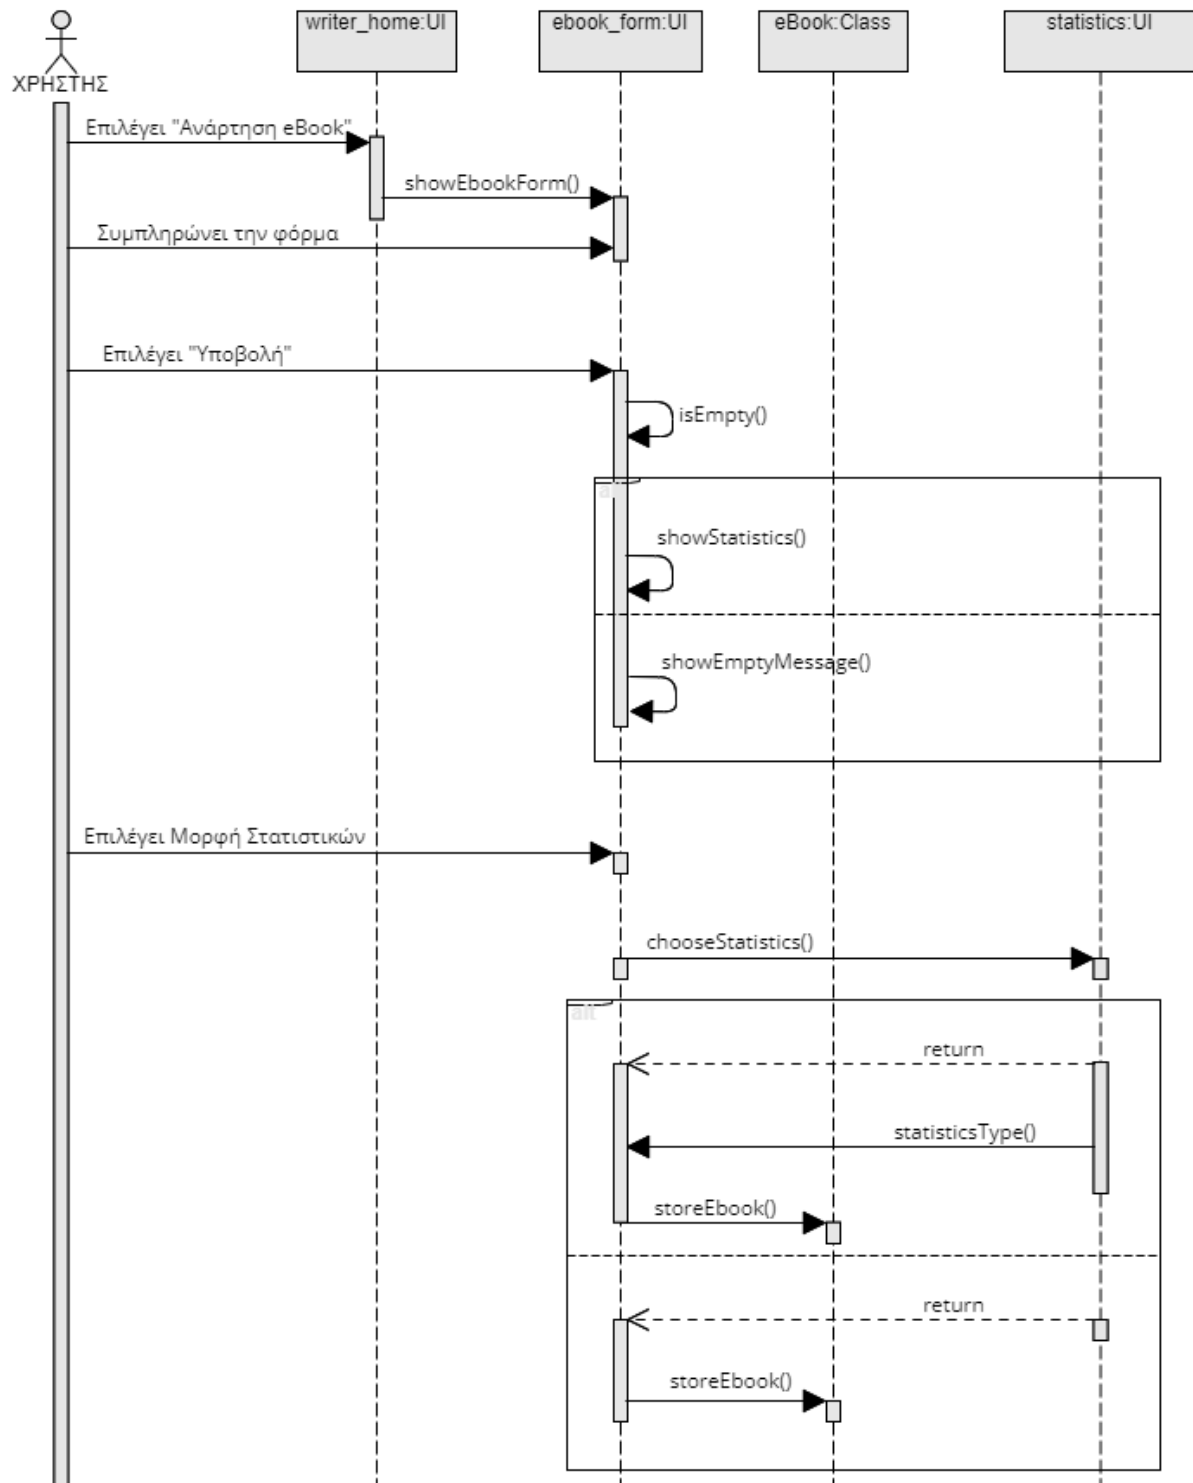 writer_home:UI
ebook_form:UI
eBook:Class
statistics:UI
ΧΡΗΣΤΗΣ
Επιλέγει "Ανάρτηση eBook"
showEbookForm()
Συμπληρώνει την φόρμα
Επιλέγει "Υποβολή"
isEmpty()
alt
showStatistics()
showEmptyMessage()
Επιλέγει Μορφή Στατιστικών
chooseStatistics()
alt
return
statisticsType()
storeEbook()
return
storeEbook()